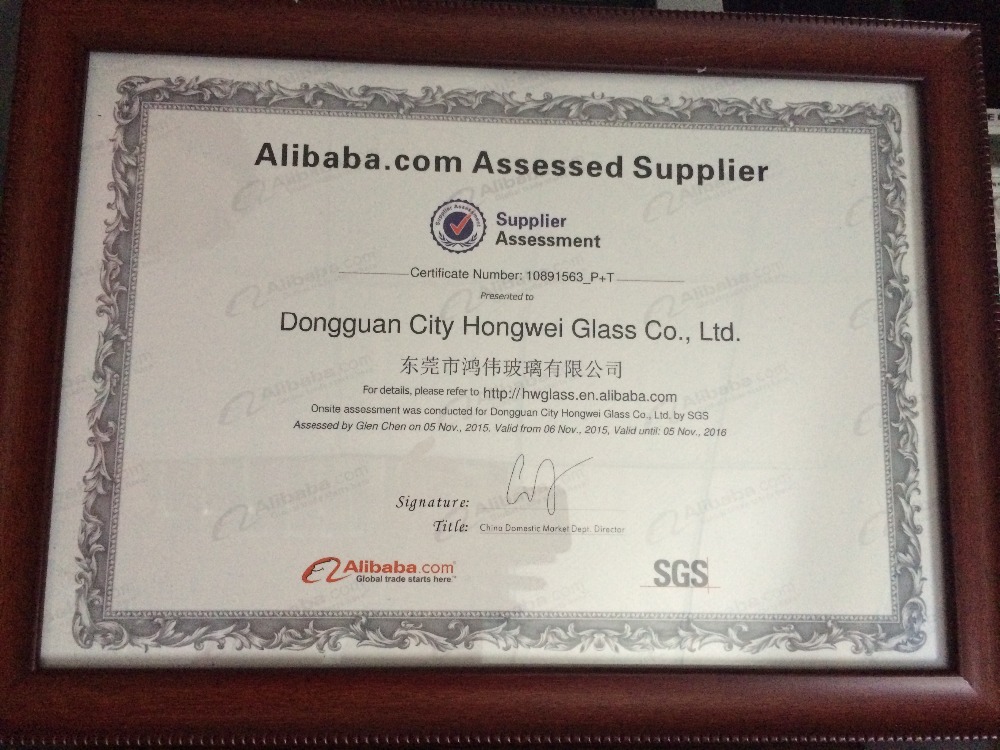 Alibaba.com Assessed Supplier
Supplier Assessment
Supplier
Assessment
Certificate Number: 10891563_P+T
Presented to
Dongguan City Hongwei Glass Co., Ltd.
东莞市鸿伟玻璃有限公司
For details, please refer to http://hwglass.en.alibaba.com
Onsite assessment was conducted for Dongguan City Hongwei Glass Co., Ltd. by SGS
Assessed by Glen Chen on 05 Nov., 2015. Valid from 06 Nov., 2015, Valid until: 05 Nov., 2016
Signature:
Title: China Domestic Market Dept. Director
Alibaba.com
Global trade starts here.™
SGS